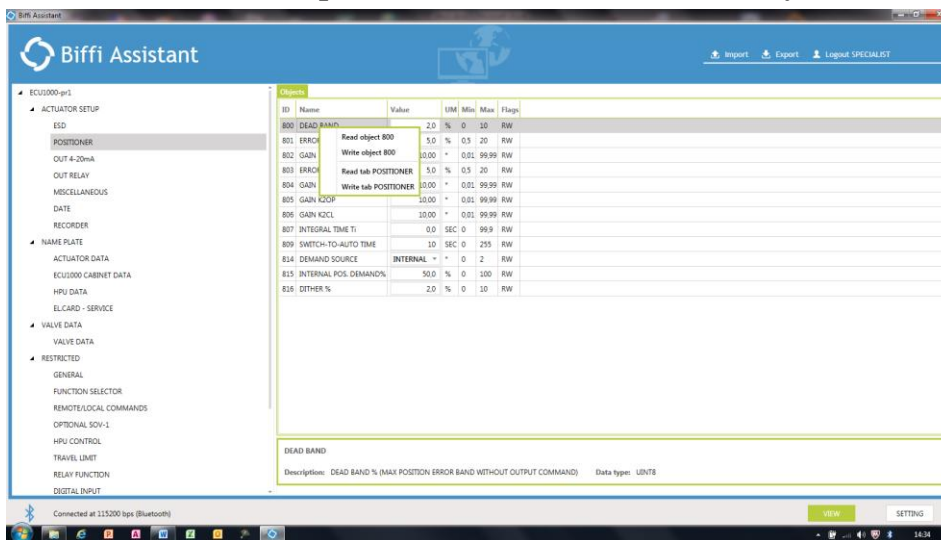 Biffi Assistant
Biffi Assistant
Import Export Logout SPECIALIST
ECU1000-pr1
ACTUATOR SETUP
ESD
POSITIONER
OUT 4-20mA
OUT RELAY
MISCELLANEOUS
DATE
RECORDER
NAME PLATE
ACTUATOR DATA
ECU1000 CABINET DATA
HPU DATA
EL.CARD - SERVICE
VALVE DATA
VALVE DATA
RESTRICTED
GENERAL
FUNCTION SELECTOR
REMOTE/LOCAL COMMANDS
OPTIONAL SOV-1
HPU CONTROL
TRAVEL LIMIT
RELAY FUNCTION
DIGITAL INPUT
Objects
ID Name Value UM Min Max Flags
800 DEAD BAND 2,0 % 0 10 RW
801 ERROR 5,0 % 0,5 20 RW
802 GAIN 10,00 * 0,01 99,99 RW
803 ERROR 5,0 % 0,5 20 RW
804 GAIN 10,00 * 0,01 99,99 RW
805 GAIN K2OP 10,00 * 0,01 99,99 RW
806 GAIN K2CL 10,00 * 0,01 99,99 RW
807 INTEGRAL TIME Ti 0,0 SEC 0 99,9 RW
809 SWITCH-TO-AUTO TIME 10 SEC 0 255 RW
814 DEMAND SOURCE INTERNAL * 0 2 RW
815 INTERNAL POS. DEMAND% 50,0 % 0 100 RW
816 DITHER % 2,0 % 0 10 RW
Read object 800
Write object 800
Read tab POSITIONER
Write tab POSITIONER
DEAD BAND
Description: DEAD BAND % (MAX POSITION ERROR BAND WITHOUT OUTPUT COMMAND) Data type: UINT8
Connected at 115200 bps (Bluetooth)
VIEW SETTING
14:34